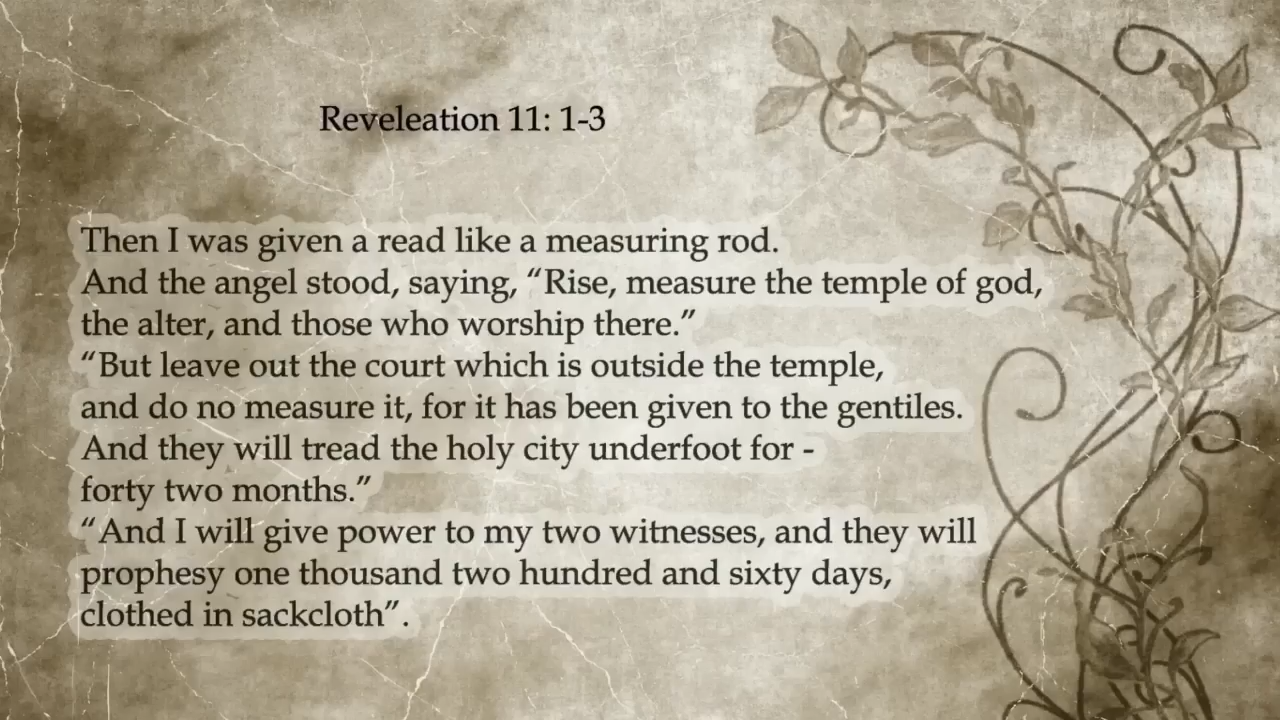 Reveleation 11: 1-3
Then I was given a read like a measuring rod.
And the angel stood, saying, “Rise, measure the temple of god,
the alter, and those who worship there.”
“But leave out the court which is outside the temple,
and do no measure it, for it has been given to the gentiles.
And they will tread the holy city underfoot for -
forty two months.”
“And I will give power to my two witnesses, and they will
prophesy one thousand two hundred and sixty days,
clothed in sackcloth”.